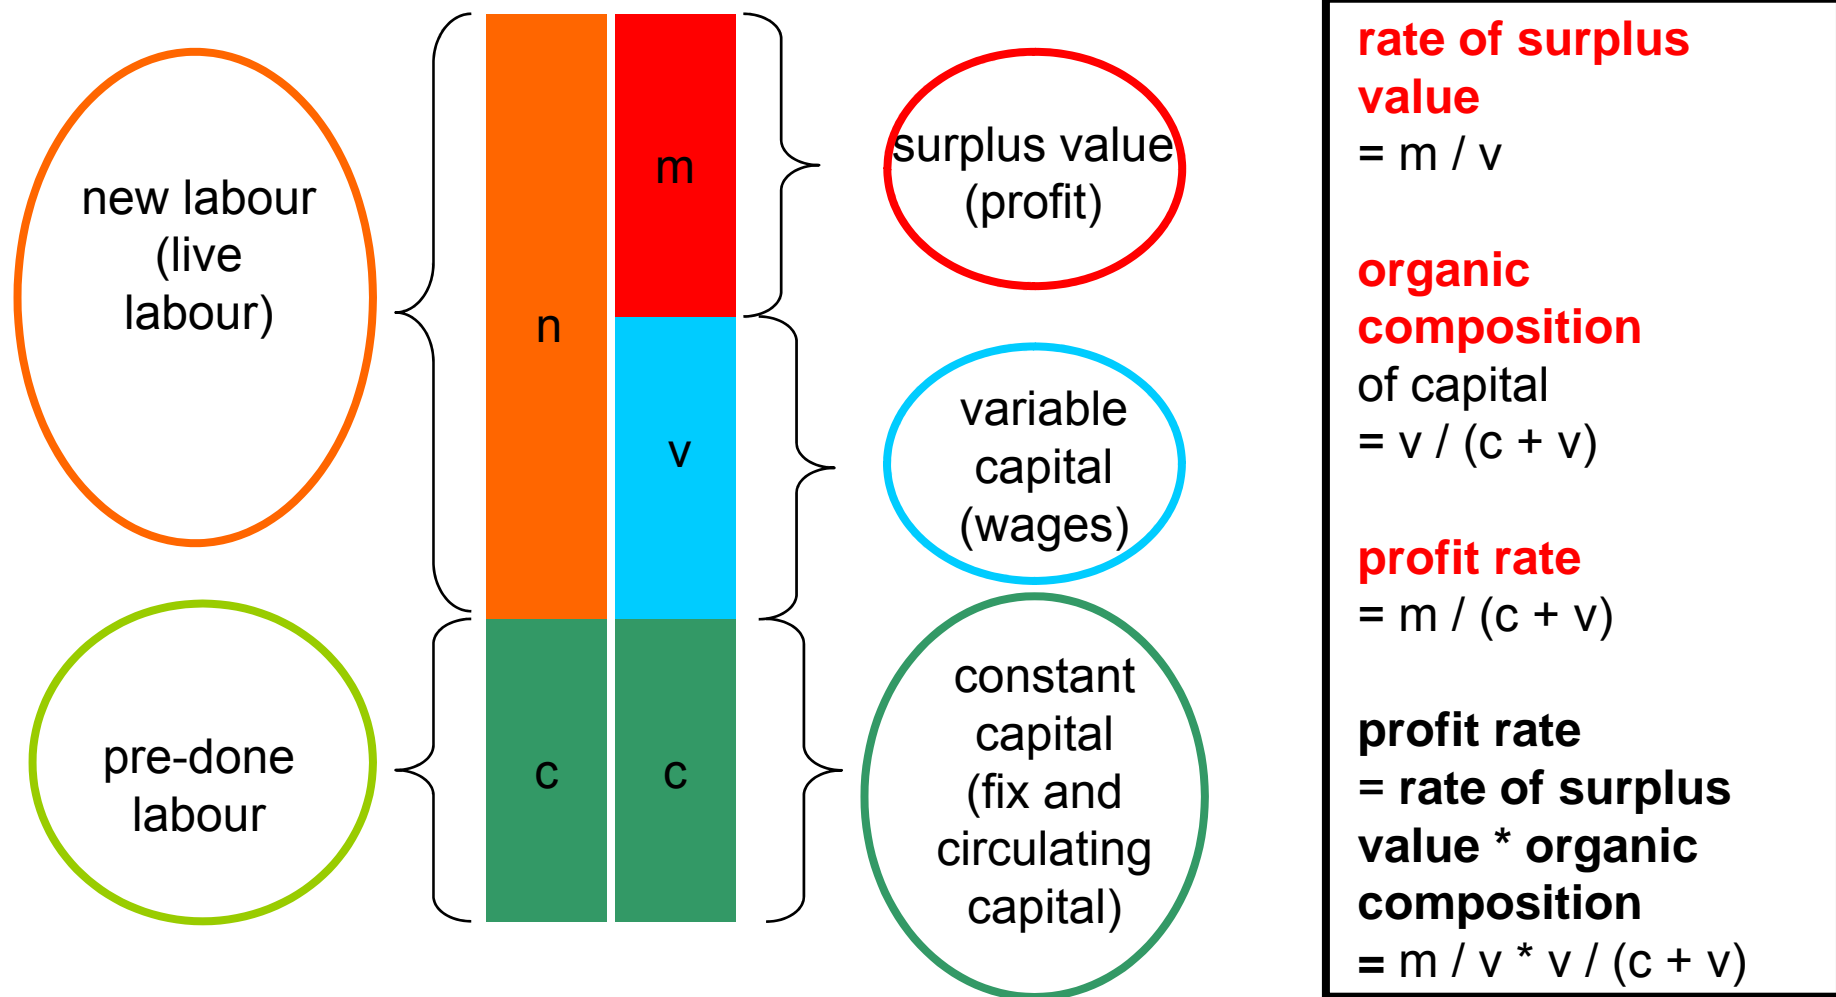 new labour
(live
labour)
pre-done
labour
n
c
m
v
c
surplus value
(profit)
variable
capital
(wages)
constant
capital
(fix and
circulating
capital)
rate of surplus
value
= m / v
organic
composition
of capital
= v / (c + v)
profit rate
= m / (c + v)
profit rate
= rate of surplus
value * organic
composition
= m / v * v / (c + v)